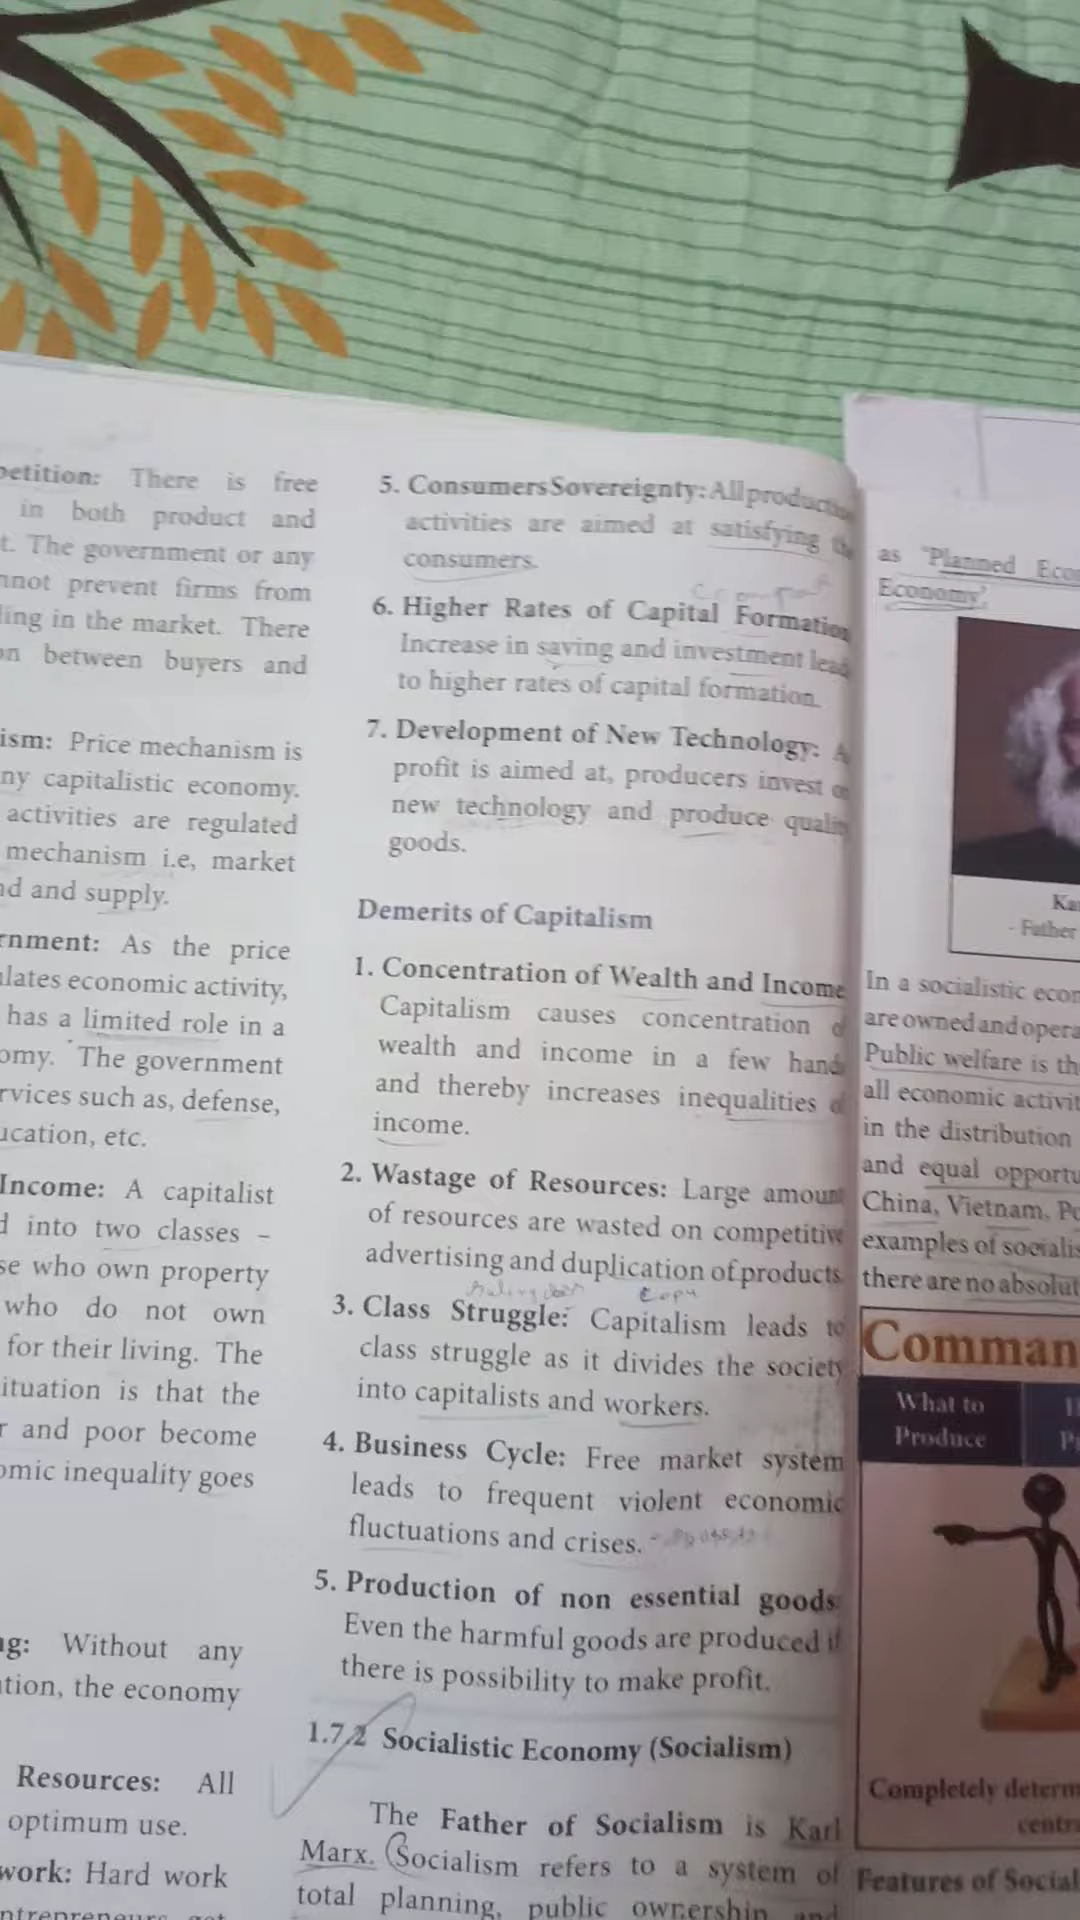 petition: There is free
in both product and
t. The government or any
nnot prevent firms from
ling in the market. There
on between buyers and
ism: Price mechanism is
ny capitalistic economy.
activities are regulated
mechanism i.e, market
nd and supply.
rnment: As the price
ulates economic activity,
has a limited role in a
omy. The government
rvices such as, defense,
ucation, etc.
Income: A capitalist
d into two classes –
se who own property
who do not own
for their living. The
ituation is that the
r and poor become
omic inequality goes
ng: Without any
tion, the economy
Resources: All
optimum use.
work: Hard work
5. Consumers Sovereignty: All
activities are aimed at satisfying
consumers.
6. Higher Rates of Capital Formation
Increase in saving and investment lead
to higher rates of capital formation.
7. Development of New Technology:
profit is aimed at, producers invest
new technology and produce
goods.
Demerits of Capitalism
1. Concentration of Wealth and Income
Capitalism causes concentration
wealth and income in a few hand
and thereby increases inequalities
income.
2. Wastage of Resources: Large amoun
of resources are wasted on competitive
advertising and duplication of products.
Copy
3. Class Struggle: Capitalism leads to
class struggle as it divides the society
into capitalists and workers.
4. Business Cycle: Free market system
leads to frequent violent economic
fluctuations and crises.
5. Production of non essential goods
Even the harmful goods are produced if
there is possibility to make profit.
1.7.2 Socialistic Economy (Socialism)
The Father of Socialism is Karl
Marx. Socialism refers to a system of
total planning, public ownership and
as "Planned Econ
Economy'.
Ka
- Father
In a socialistic econ
are owned and opera
Public welfare is th
all economic activit
in the distribution
and equal opportu
China, Vietnam, Po
examples of socialis
there are no absolut
Comman
What to
Produce
Completely determ
centra
Features of Social